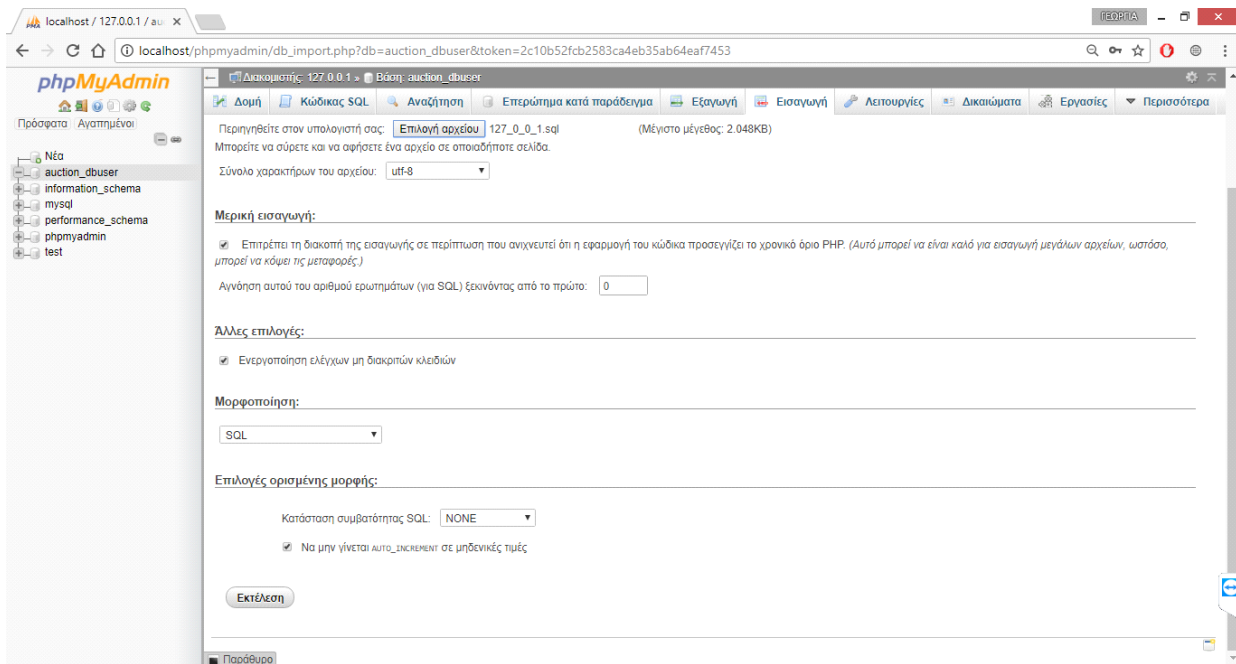 localhost / 127.0.0.1 / au
ΓΕΩΡΓΙΑ
localhost/phpmyadmin/db_import.php?db=auction_dbuser&token=2c10b52fcb2583ca4eb35ab64eaf7453
phpMyAdmin
Πρόσφατα Αγαπημένοι
Νέα
auction_dbuser
information_schema
mysql
performance_schema
phpmyadmin
test
Διακομιστής: 127.0.0.1 » Βάση: auction_dbuser
Δομή Κώδικας SQL Αναζήτηση Επερώτημα κατά παράδειγμα Εξαγωγή Εισαγωγή Λειτουργίες Δικαιώματα Εργασίες Περισσότερα
Περιηγηθείτε στον υπολογιστή σας: Επιλογή αρχείου 127_0_0_1.sql (Μέγιστο μέγεθος: 2.048KB)
Μπορείτε να σύρετε και να αφήσετε ένα αρχείο σε οποιαδήποτε σελίδα.
Σύνολο χαρακτήρων του αρχείου: utf-8
Μερική εισαγωγή:
Επιτρέπει τη διακοπή της εισαγωγής σε περίπτωση που ανιχνευτεί ότι η εφαρμογή του κώδικα προσεγγίζει το χρονικό όριο PHP. (Αυτό μπορεί να είναι καλό για εισαγωγή μεγάλων αρχείων, ωστόσο,
μπορεί να κόψει τις μεταφορές.)
Αγνόηση αυτού του αριθμού ερωτημάτων (για SQL) ξεκινόντας από το πρώτο: 0
Άλλες επιλογές:
Ενεργοποίηση ελέγχων μη διακριτών κλειδιών
Μορφοποίηση:
SQL
Επιλογές ορισμένης μορφής:
Κατάσταση συμβατότητας SQL: NONE
Να μην γίνεται AUTO_INCREMENT σε μηδενικές τιμές
Εκτέλεση
Παράθυρο